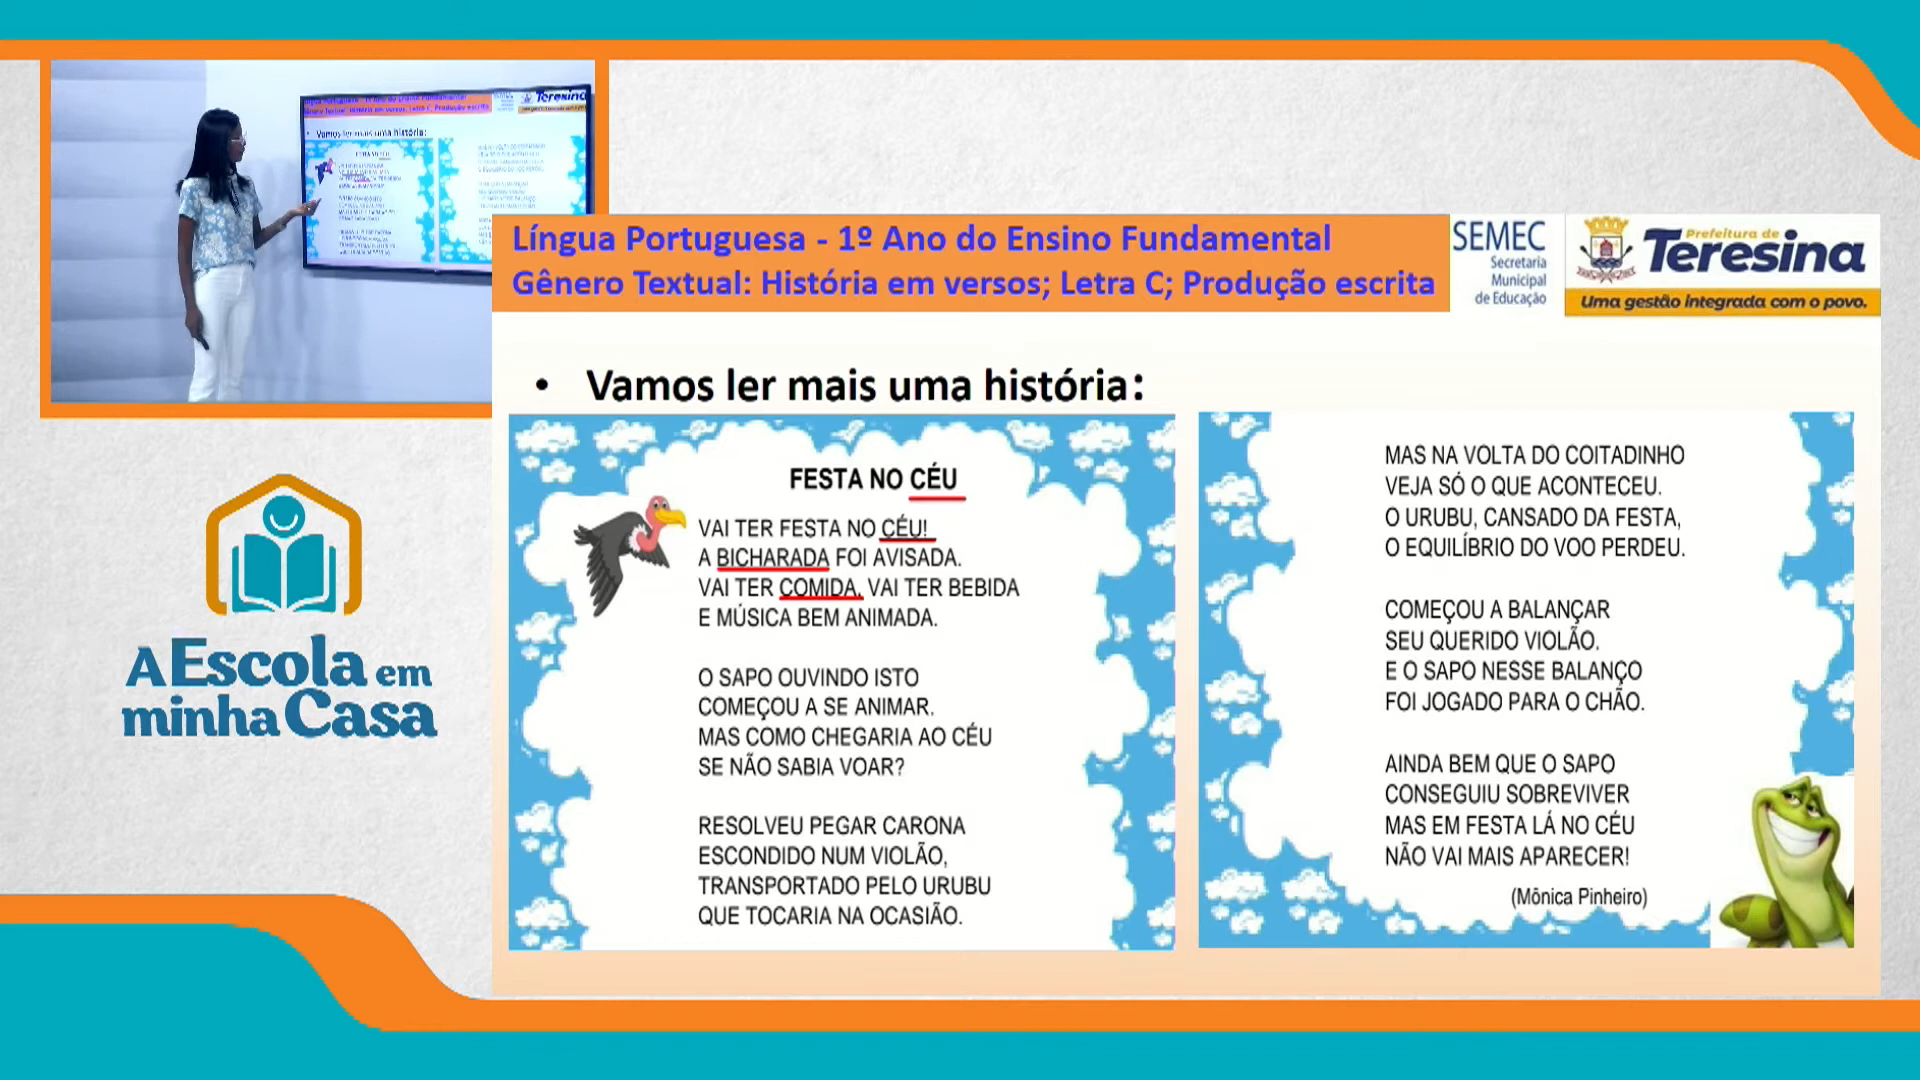 Língua Portuguesa - 1º Ano do Ensino Fundamental
Gênero Textual: História em versos; Letra C; Produção escrita
SEMEC
Secretaria
Municipal
de Educação
Prefeitura de
Teresina
Uma gestão integrada com o povo.
• Vamos ler mais uma história:
FESTA NO CÉU
VAI TER FESTA NO CÉU!
A BICHARADA FOI AVISADA.
VAI TER COMIDA, VAI TER BEBIDA
E MÚSICA BEM ANIMADA.
O SAPO OUVINDO ISTO
COMEÇOU A SE ANIMAR.
MAS COMO CHEGARIA AO CÉU
SE NÃO SABIA VOAR?
RESOLVEU PEGAR CARONA
ESCONDIDO NUM VIOLÃO,
TRANSPORTADO PELO URUBU
QUE TOCARIA NA OCASIÃO.
MAS NA VOLTA DO COITADINHO
VEJA SÓ O QUE ACONTECEU.
O URUBU, CANSADO DA FESTA,
O EQUILÍBRIO DO VOO PERDEU.
COMEÇOU A BALANÇAR
SEU QUERIDO VIOLÃO.
E O SAPO NESSE BALANÇO
FOI JOGADO PARA O CHÃO.
AINDA BEM QUE O SAPO
CONSEGUIU SOBREVIVER
MAS EM FESTA LÁ NO CÉU
NÃO VAI MAIS APARECER!
(Mônica Pinheiro)
A Escola em
minha Casa
Teresina
Vamos ler mais uma história: